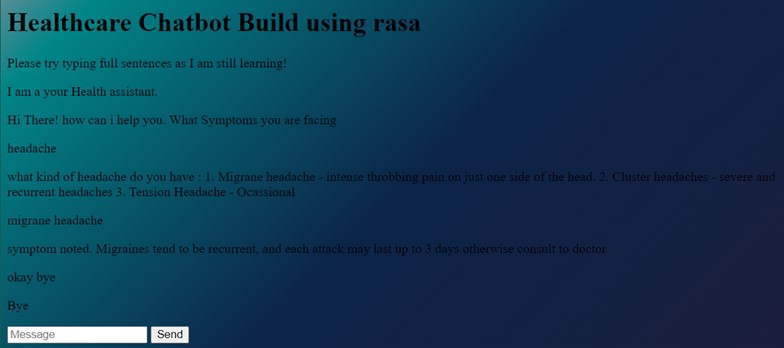 Healthcare Chatbot Build using rasa
Please try typing full sentences as I am still learning!
I am a your Health assistant.
Hi There! how can i help you. What Symptoms you are facing
headache
what kind of headache do you have : 1. Migrane headache - intense throbbing pain on just one side of the head. 2. Cluster headaches - severe and
recurrent headaches 3. Tension Headache - Ocassional
migrane headache
symptom noted. Migraines tend to be recurrent, and each attack may last up to 3 days otherwise consult to doctor
okay bye
Bye
Message Send